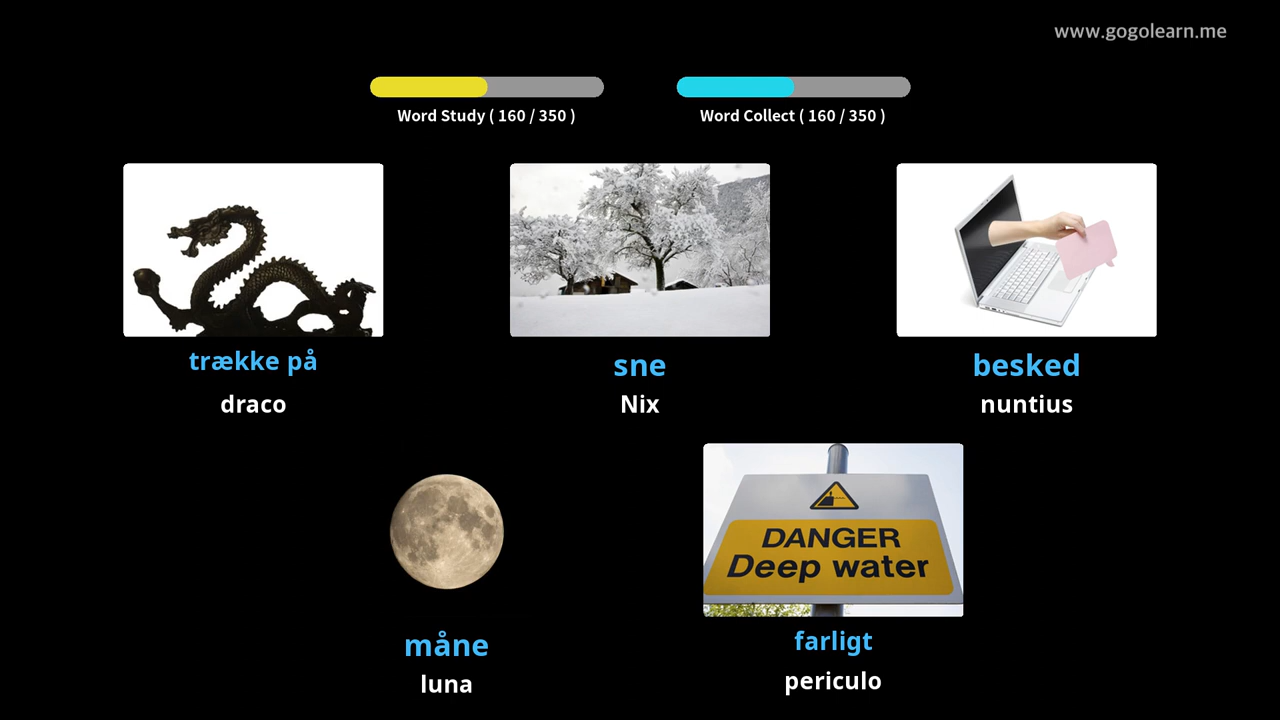 www.gogolearn.me
Word Study ( 160 / 350 )
Word Collect ( 160 / 350 )
trække på
draco
sne
Nix
besked
nuntius
DANGER
Deep water
måne
luna
farligt
periculo